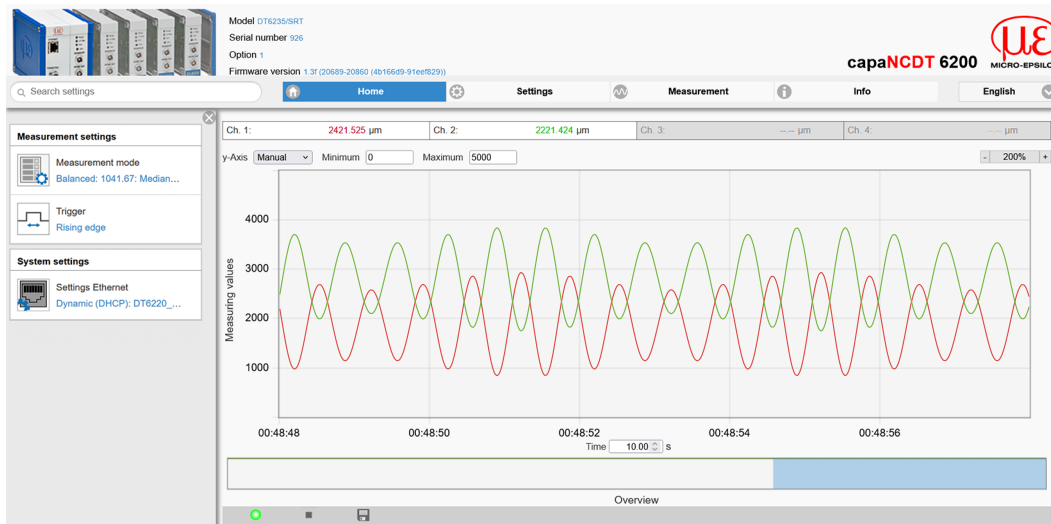 Model DT6235/SRT
Serial number 926
Option 1
Firmware version 1.3f (20689-20860 (4b166d9-91eef829))
capaNCDT 6200
με
MICRO-EPSILO
Search settings
Home
Settings
Measurement
Info
English
Measurement settings
Measurement mode
Balanced: 1041.67: Median...
Trigger
Rising edge
System settings
Settings Ethernet
Dynamic (DHCP): DT6220_...
Ch. 1: 2421.525 μm
Ch. 2: 2221.424 μm
Ch. 3: --.-- μm
Ch. 4: --.-- μm
y-Axis Manual Minimum 0 Maximum 5000
- 200% +
Measuring values
4000
3000
2000
1000
00:48:48 00:48:50 00:48:52 00:48:54 00:48:56
Time 10.00 s
Overview